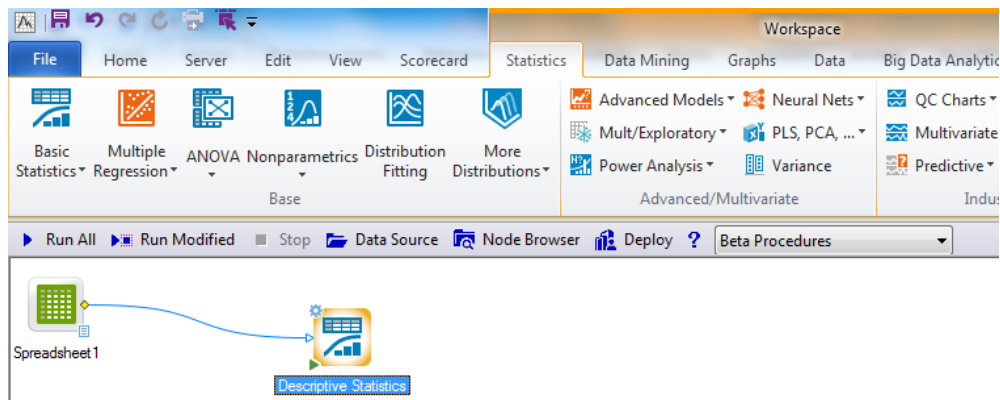 Workspace
File Home Server Edit View Scorecard Statistics Data Mining Graphs Data Big Data Analytic
Basic Statistics
Multiple Regression
ANOVA
Nonparametrics
Distribution Fitting
More Distributions
Advanced Models
Mult/Exploratory
Power Analysis
Neural Nets
PLS, PCA, ...
Variance
QC Charts
Multivariate
Predictive
Base
Advanced/Multivariate
Indus
Run All Run Modified Stop Data Source Node Browser Deploy ? Beta Procedures
Spreadsheet1
Descriptive Statistics